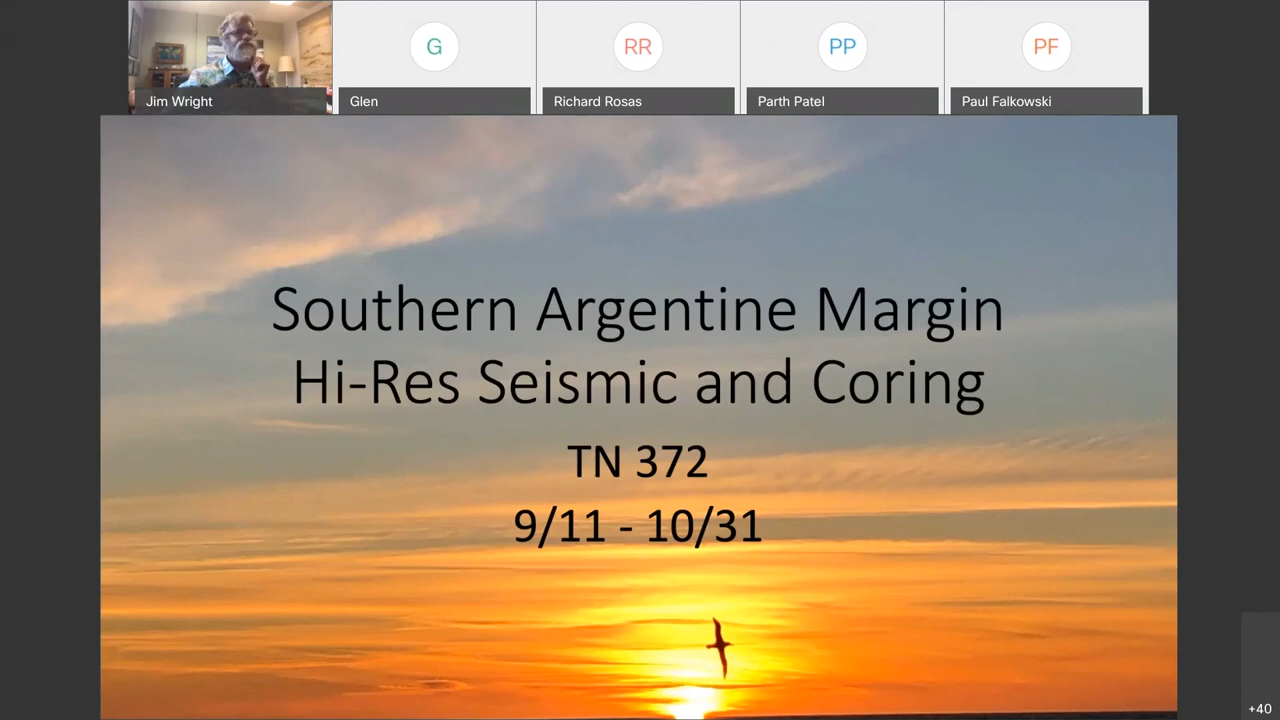 G
RR
PP
PF
Jim Wright
Glen
Richard Rosas
Parth Patel
Paul Falkowski
Southern Argentine Margin
Hi-Res Seismic and Coring
TN 372
9/11 - 10/31
+40